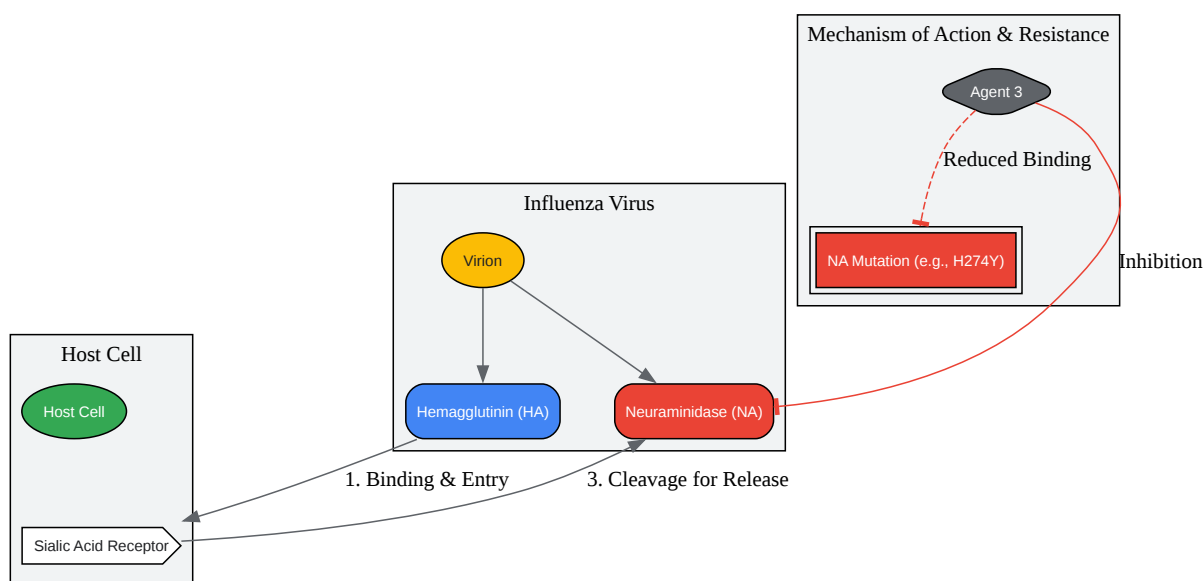 Mechanism of Action & Resistance
Agent 3
Reduced Binding
NA Mutation (e.g., H274Y)
Inhibition
Influenza Virus
Virion
Hemagglutinin (HA)
Neuraminidase (NA)
Host Cell
Host Cell
1. Binding & Entry
3. Cleavage for Release
Sialic Acid Receptor